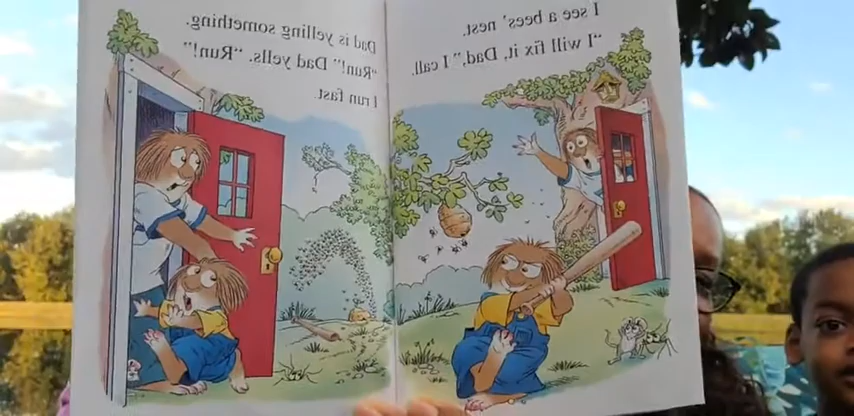 I see a bees' nest.
"I will fix it, Dad," I call.
Dad is yelling something.
"Run!" Dad yells. "Run!"
I run fast